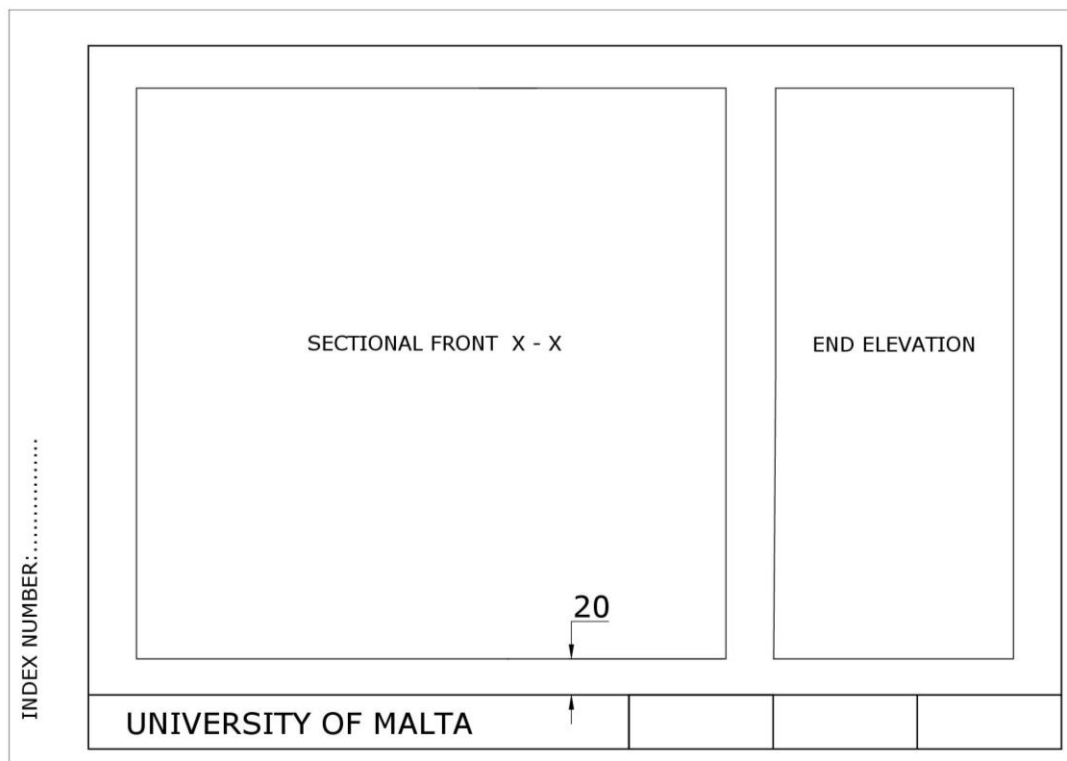 SECTIONAL FRONT X - X
END ELEVATION
20
INDEX NUMBER:..................
UNIVERSITY OF MALTA